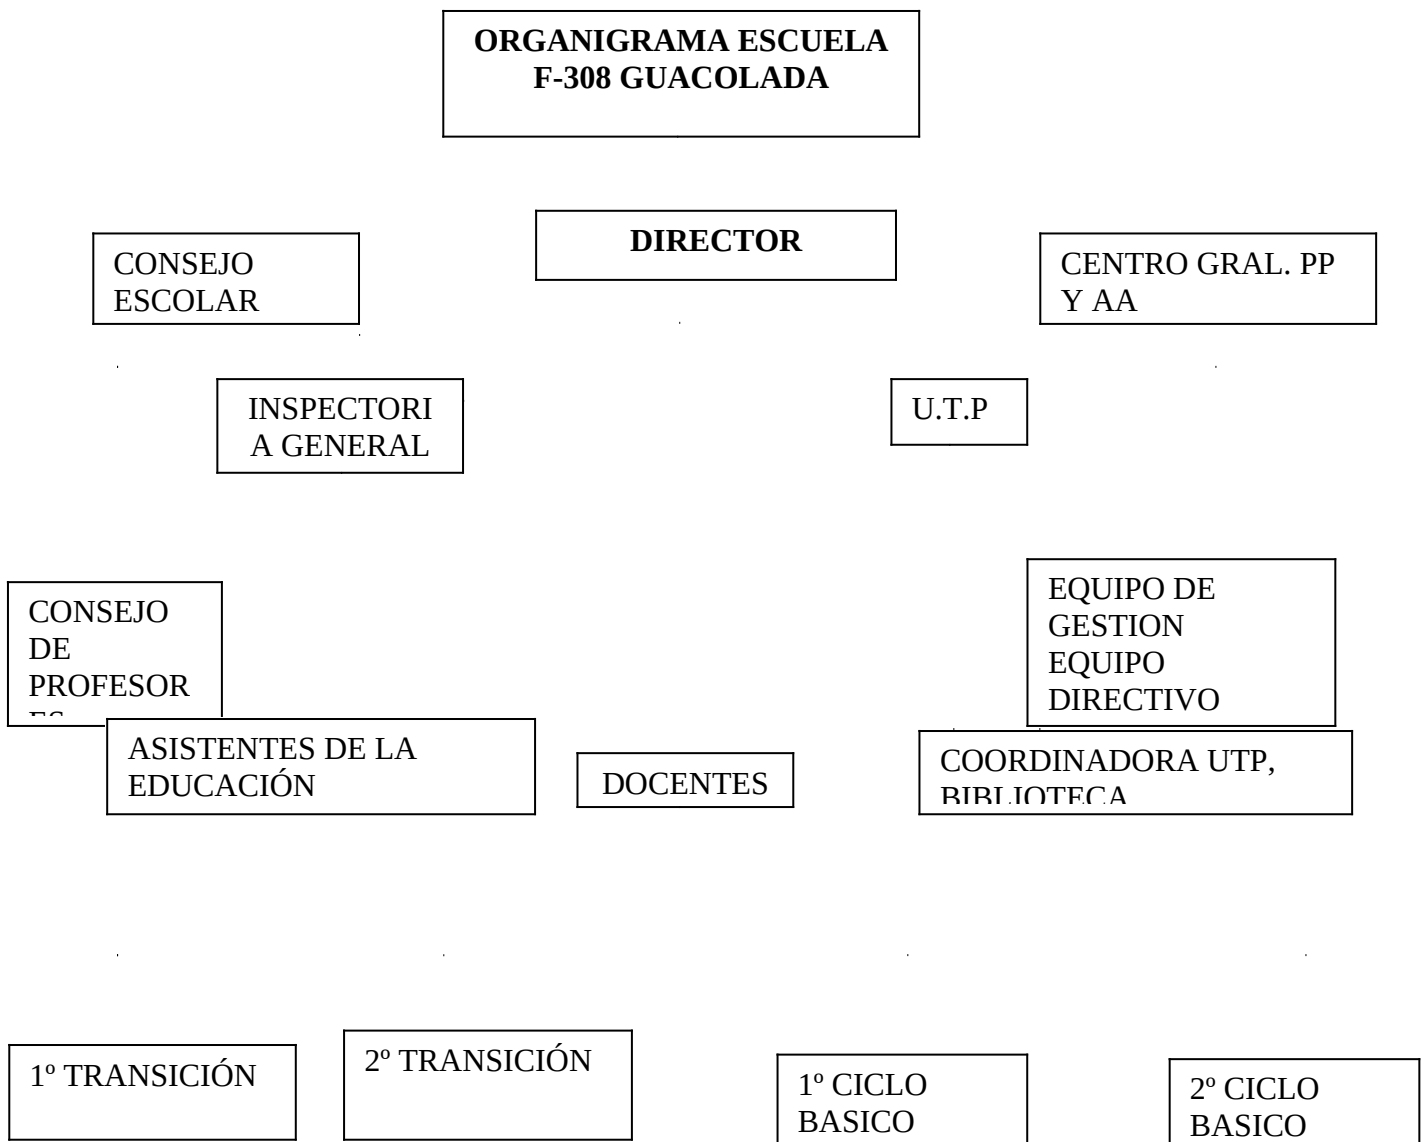 ORGANIGRAMA ESCUELA
F-308 GUACOLADA
DIRECTOR
CONSEJO
ESCOLAR
CENTRO GRAL. PP
Y AA
INSPECTORI
A GENERAL
U.T.P
CONSEJO
DE
PROFESOR
ES
EQUIPO DE
GESTION
EQUIPO
DIRECTIVO
ASISTENTES DE LA
EDUCACIÓN
DOCENTES
COORDINADORA UTP,
BIBLIOTECA
1º TRANSICIÓN
2º TRANSICIÓN
1º CICLO
BASICO
2º CICLO
BASICO